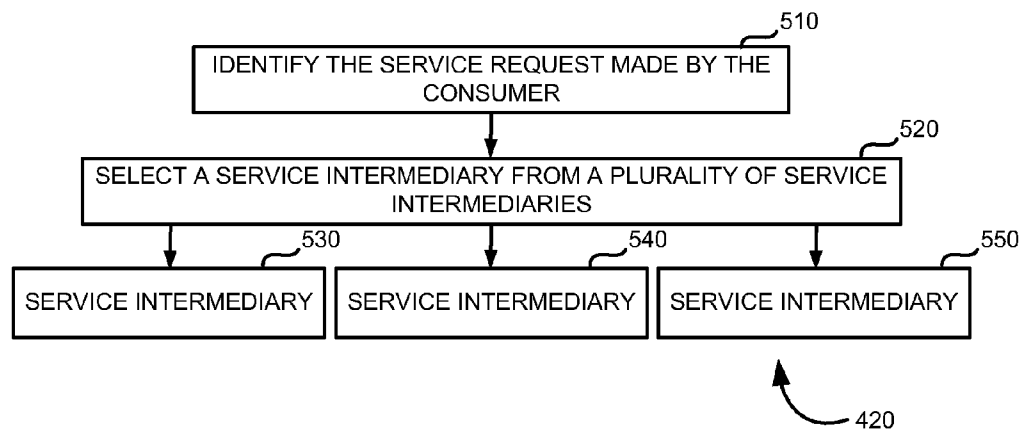 510
IDENTIFY THE SERVICE REQUEST MADE BY THE
CONSUMER
520
SELECT A SERVICE INTERMEDIARY FROM A PLURALITY OF SERVICE
INTERMEDIARIES
530
540
550
SERVICE INTERMEDIARY
SERVICE INTERMEDIARY
SERVICE INTERMEDIARY
420